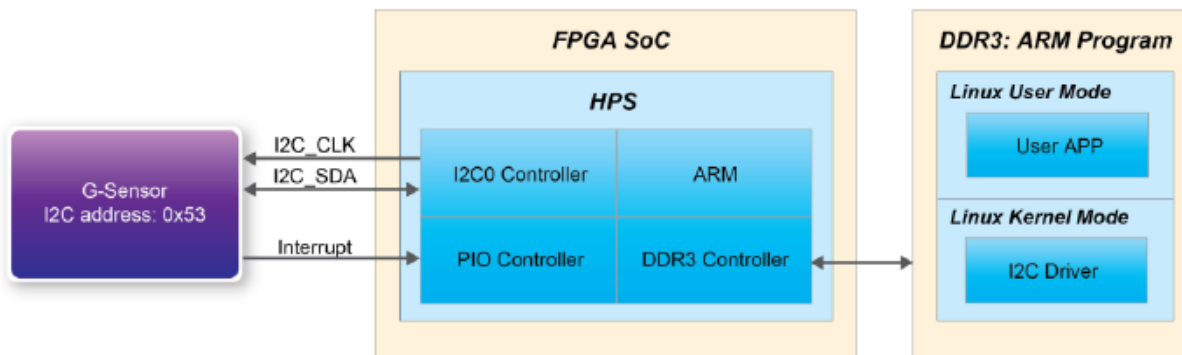 FPGA SoC
DDR3: ARM Program
HPS
Linux User Mode
User APP
I2C_CLK
I2C_SDA
G-Sensor
I2C address: 0x53
Interrupt
I2C0 Controller
ARM
PIO Controller
DDR3 Controller
Linux Kernel Mode
I2C Driver